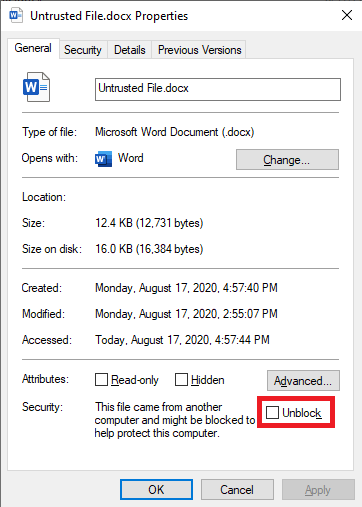 Untrusted File.docx Properties
General Security Details Previous Versions
Untrusted File.docx
Type of file: Microsoft Word Document (.docx)
Opens with: Word Change...
Location:
Size: 12.4 KB (12,731 bytes)
Size on disk: 16.0 KB (16,384 bytes)
Created: Monday, August 17, 2020, 4:57:40 PM
Modified: Monday, August 17, 2020, 2:55:07 PM
Accessed: Today, August 17, 2020, 4:57:44 PM
Attributes: Read-only Hidden Advanced...
Security: This file came from another
computer and might be blocked to
help protect this computer.
Unblock
OK Cancel Apply